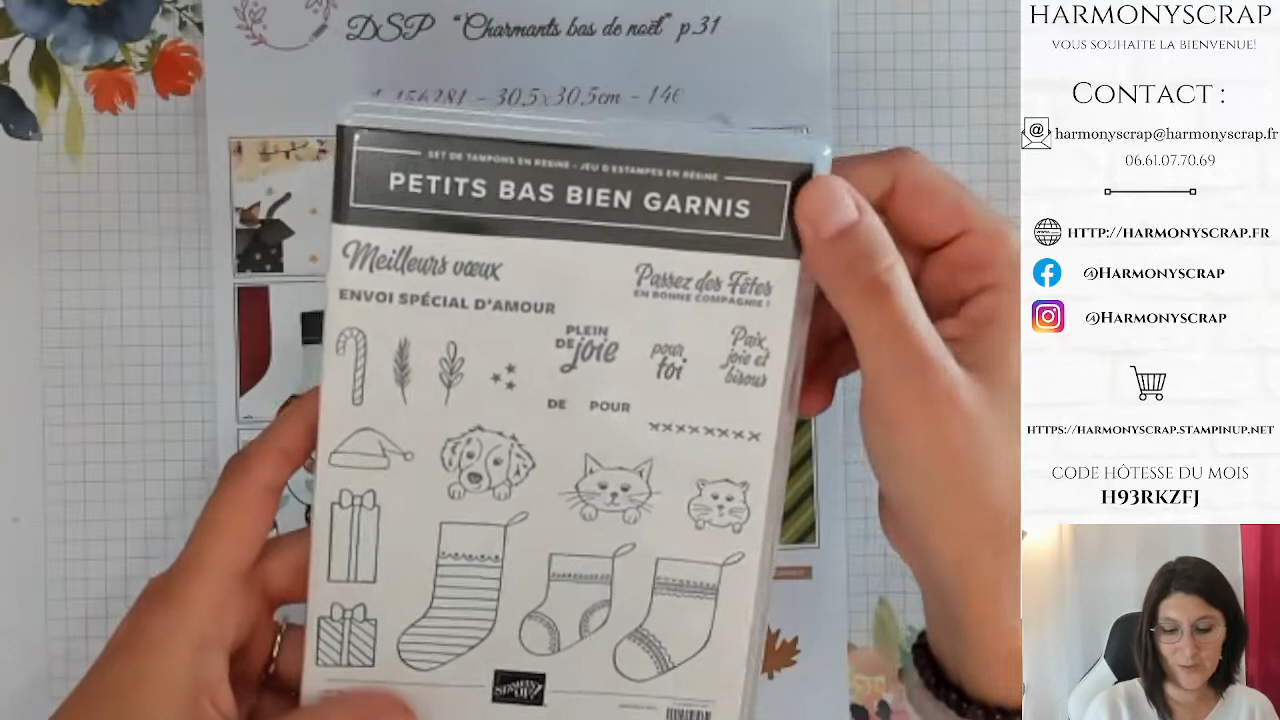 DSP "Charmants bas de noël" p.31
156281 - 30,5x30,5cm - 14€
SET DE TAMPONS EN RÉSINE • JEU D'ESTAMPES EN RÉSINE
PETITS BAS BIEN GARNIS
Meilleurs vœux
Passez des Fêtes
EN BONNE COMPAGNIE !
ENVOI SPÉCIAL D'AMOUR
PLEIN
DE joie
pour
toi
Paix,
joie et
bisous
DE POUR
STAMPIN' UP!
HARMONYSCRAP
VOUS SOUHAITE LA BIENVENUE!
CONTACT :
harmonyscrap@harmonyscrap.fr
06.61.07.70.69
HTTP://HARMONYSCRAP.FR
@HARMONYSCRAP
@HARMONYSCRAP
HTTPS://HARMONYSCRAP.STAMPINUP.NET
CODE HÔTESSE DU MOIS
H93RKZFJ